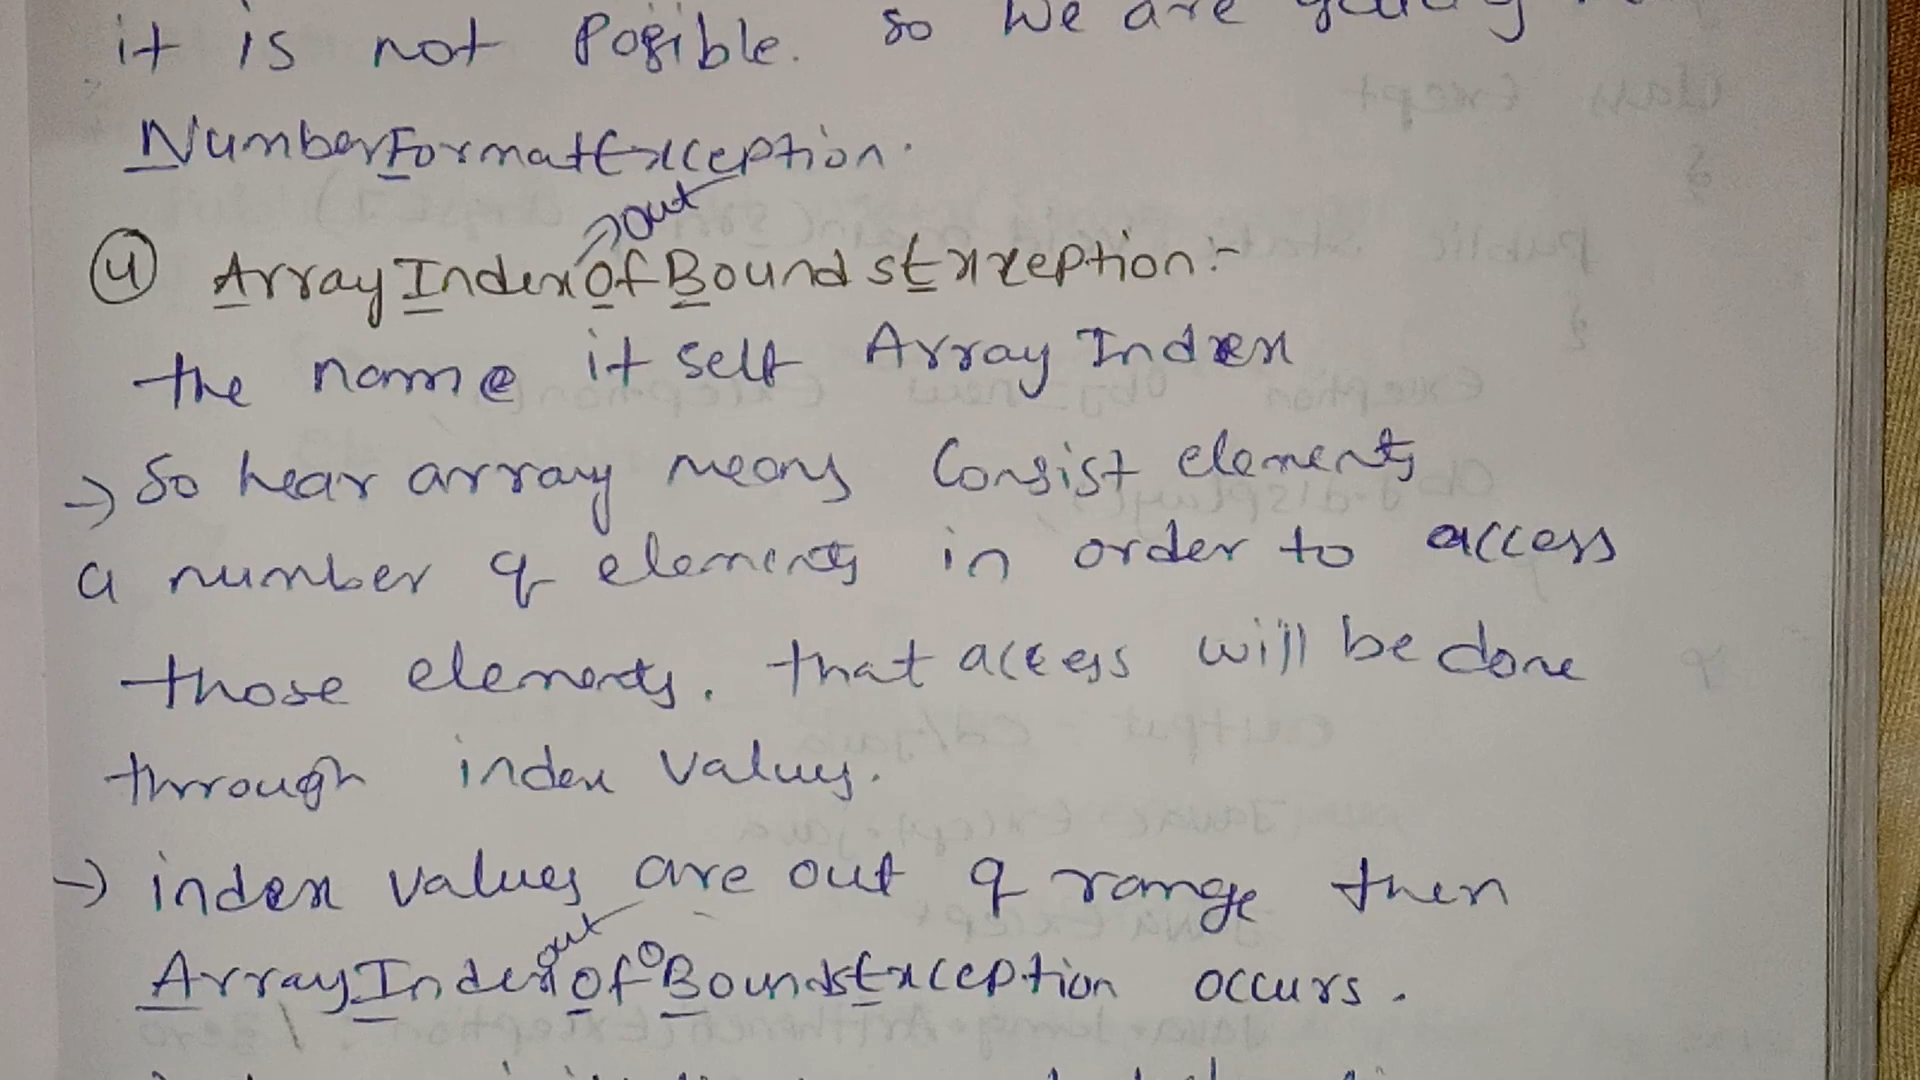 it is not Posible. so we are
NumberFormatException.
out
④ ArrayIndexOfBoundsExxeption:-
the name it self Array Index
→ So hear array means Consist elements
a number of elements in order to access
those elements. that access will be done
through index values.
→ index values are out of range then
out
ArrayIndexOfBoundsException occurs.